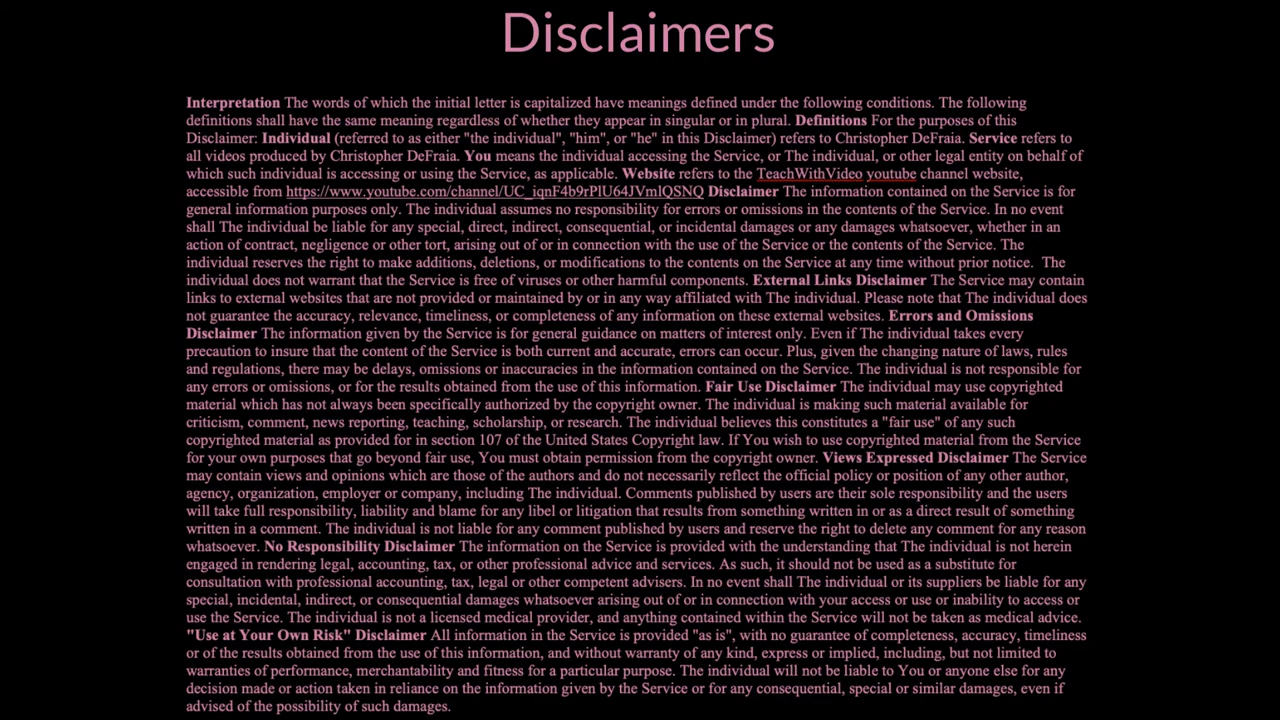 Disclaimers
Interpretation The words of which the initial letter is capitalized have meanings defined under the following conditions. The following
definitions shall have the same meaning regardless of whether they appear in singular or in plural. Definitions For the purposes of this
Disclaimer: Individual (referred to as either "the individual", "him", or "he" in this Disclaimer) refers to Christopher DeFraia. Service refers to
all videos produced by Christopher DeFraia. You means the individual accessing the Service, or The individual, or other legal entity on behalf of
which such individual is accessing or using the Service, as applicable. Website refers to the TeachWithVideo youtube channel website,
accessible from https://www.youtube.com/channel/UC_iqnF4b9rPlU64JVmlQSNQ Disclaimer The information contained on the Service is for
general information purposes only. The individual assumes no responsibility for errors or omissions in the contents of the Service. In no event
shall The individual be liable for any special, direct, indirect, consequential, or incidental damages or any damages whatsoever, whether in an
action of contract, negligence or other tort, arising out of or in connection with the use of the Service or the contents of the Service. The
individual reserves the right to make additions, deletions, or modifications to the contents on the Service at any time without prior notice.  The
individual does not warrant that the Service is free of viruses or other harmful components. External Links Disclaimer The Service may contain
links to external websites that are not provided or maintained by or in any way affiliated with The individual. Please note that The individual does
not guarantee the accuracy, relevance, timeliness, or completeness of any information on these external websites. Errors and Omissions
Disclaimer The information given by the Service is for general guidance on matters of interest only. Even if The individual takes every
precaution to insure that the content of the Service is both current and accurate, errors can occur. Plus, given the changing nature of laws, rules
and regulations, there may be delays, omissions or inaccuracies in the information contained on the Service. The individual is not responsible for
any errors or omissions, or for the results obtained from the use of this information. Fair Use Disclaimer The individual may use copyrighted
material which has not always been specifically authorized by the copyright owner. The individual is making such material available for
criticism, comment, news reporting, teaching, scholarship, or research. The individual believes this constitutes a "fair use" of any such
copyrighted material as provided for in section 107 of the United States Copyright law. If You wish to use copyrighted material from the Service
for your own purposes that go beyond fair use, You must obtain permission from the copyright owner. Views Expressed Disclaimer The Service
may contain views and opinions which are those of the authors and do not necessarily reflect the official policy or position of any other author,
agency, organization, employer or company, including The individual. Comments published by users are their sole responsibility and the users
will take full responsibility, liability and blame for any libel or litigation that results from something written in or as a direct result of something
written in a comment. The individual is not liable for any comment published by users and reserve the right to delete any comment for any reason
whatsoever. No Responsibility Disclaimer The information on the Service is provided with the understanding that The individual is not herein
engaged in rendering legal, accounting, tax, or other professional advice and services. As such, it should not be used as a substitute for
consultation with professional accounting, tax, legal or other competent advisers. In no event shall The individual or its suppliers be liable for any
special, incidental, indirect, or consequential damages whatsoever arising out of or in connection with your access or use or inability to access or
use the Service. The individual is not a licensed medical provider, and anything contained within the Service will not be taken as medical advice.
"Use at Your Own Risk" Disclaimer All information in the Service is provided "as is", with no guarantee of completeness, accuracy, timeliness
or of the results obtained from the use of this information, and without warranty of any kind, express or implied, including, but not limited to
warranties of performance, merchantability and fitness for a particular purpose. The individual will not be liable to You or anyone else for any
decision made or action taken in reliance on the information given by the Service or for any consequential, special or similar damages, even if
advised of the possibility of such damages.